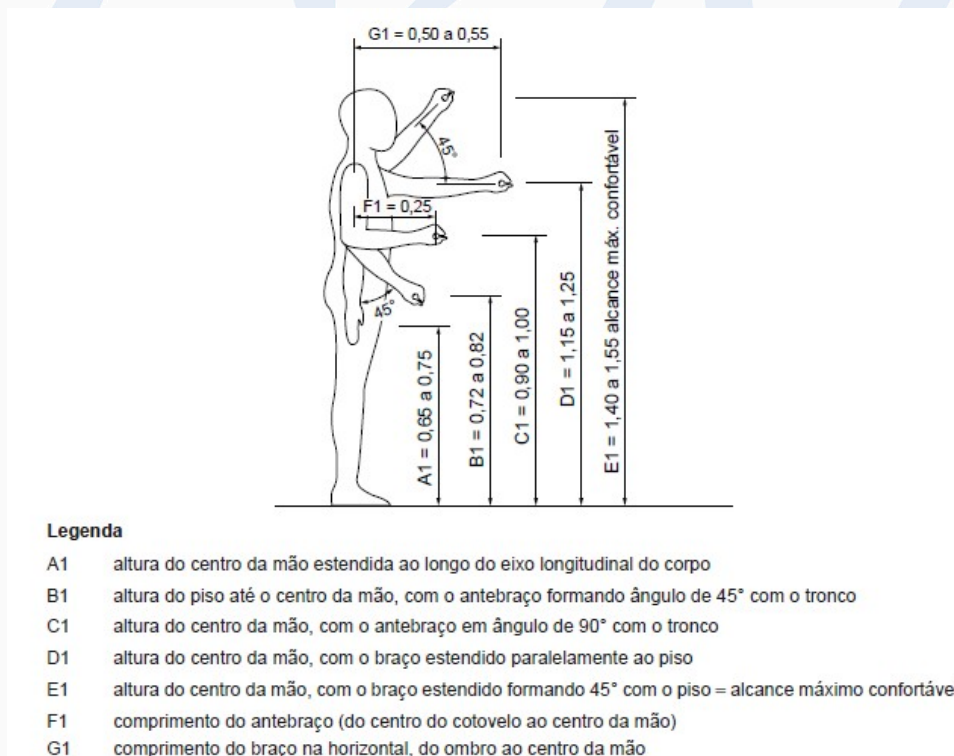 G1 = 0,50 a 0,55
45°
F1 = 0,25
45°
A1 = 0,65 a 0,75
B1 = 0,72 a 0,82
C1 = 0,90 a 1,00
D1 = 1,15 a 1,25
E1 = 1,40 a 1,55 alcance máx. confortável
Legenda
A1 altura do centro da mão estendida ao longo do eixo longitudinal do corpo
B1 altura do piso até o centro da mão, com o antebraço formando ângulo de 45° com o tronco
C1 altura do centro da mão, com o antebraço em ângulo de 90° com o tronco
D1 altura do centro da mão, com o braço estendido paralelamente ao piso
E1 altura do centro da mão, com o braço estendido formando 45° com o piso = alcance máximo confortáve
F1 comprimento do antebraço (do centro do cotovelo ao centro da mão)
G1 comprimento do braço na horizontal, do ombro ao centro da mão